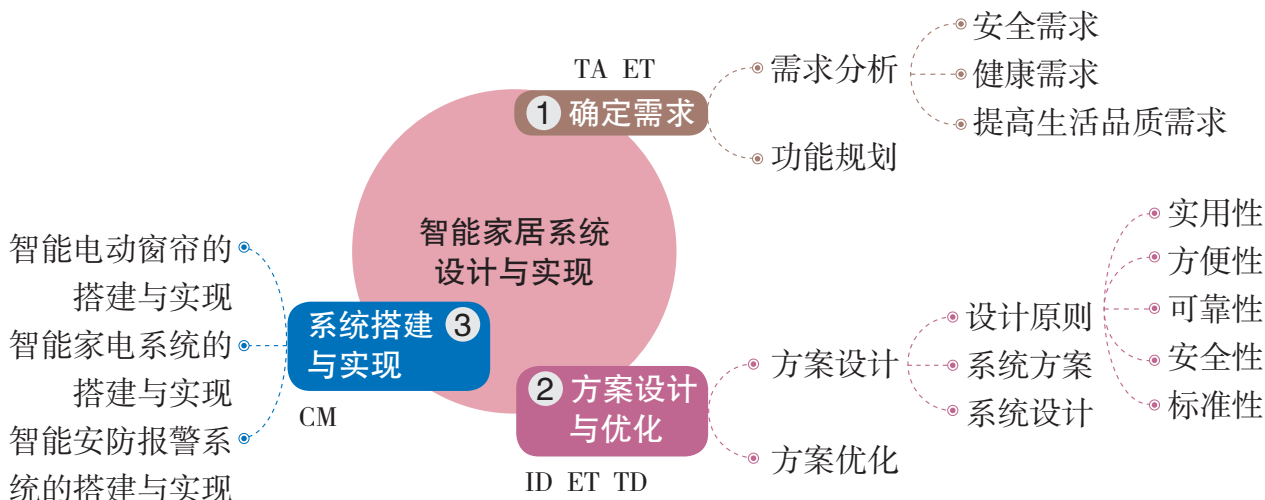 智能家居系统
设计与实现
TA ET
1 确定需求
需求分析
安全需求
健康需求
提高生活品质需求
功能规划
2 方案设计
与优化
ID ET TD
方案设计
设计原则
实用性
方便性
可靠性
安全性
标准性
系统方案
系统设计
方案优化
系统搭建 3
与实现
CM
智能电动窗帘的
搭建与实现
智能家电系统的
搭建与实现
智能安防报警系
统的搭建与实现